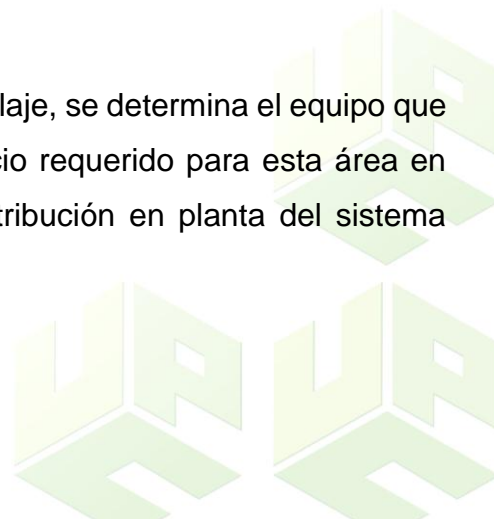 laje, se determina el equipo que
cio requerido para esta área en
tribución en planta del sistema